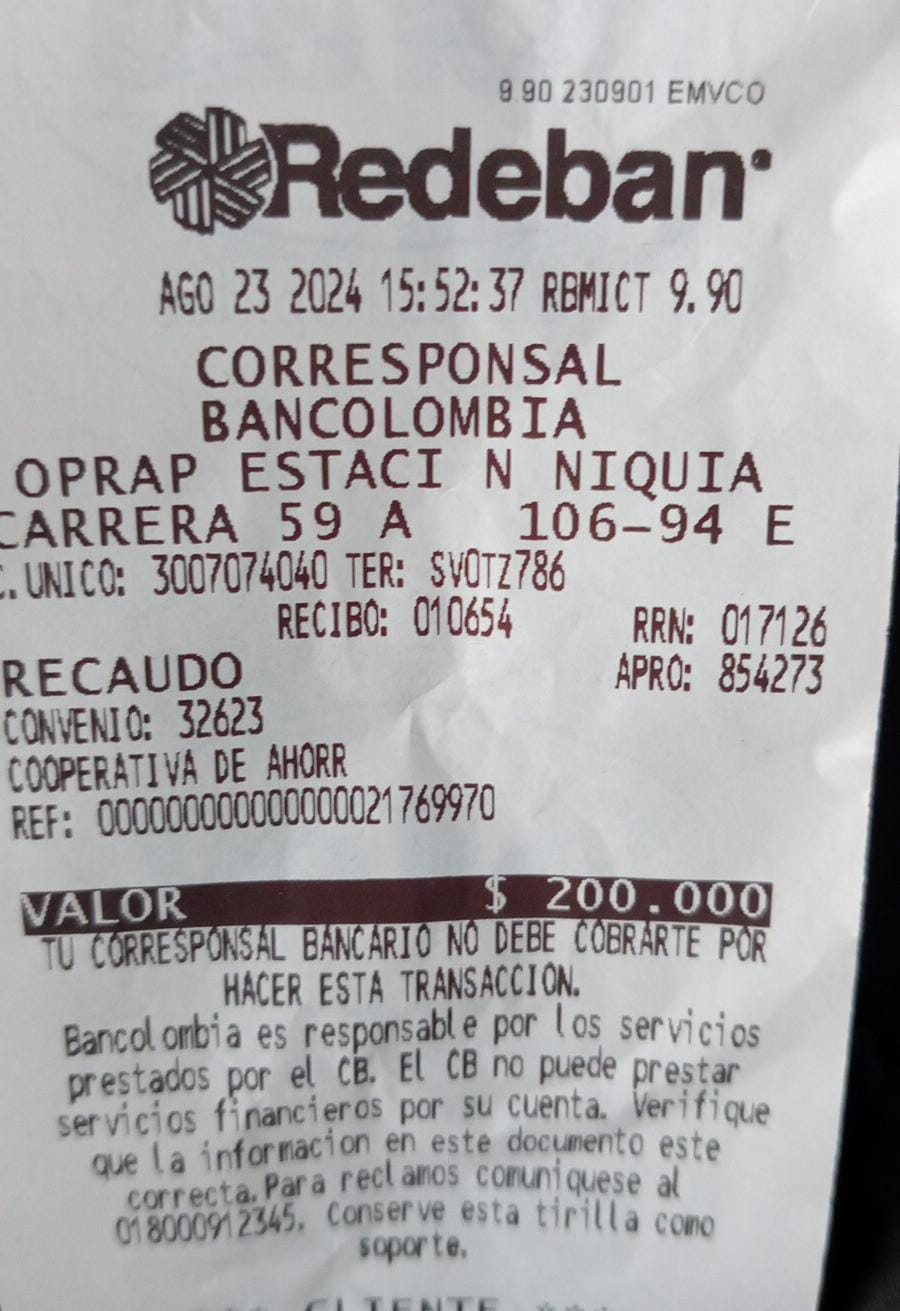 9.90 230901 EMVCO
Redeban
AGO 23 2024 15:52:37 RBMICT 9.90
CORRESPONSAL
BANCOLOMBIA
OPRAP ESTACI N NIQUIA
CARRERA 59 A 106-94 E
C.UNICO: 3007074040 TER: SVOTZ786
RECIBO: 010654 RRN: 017126
RECAUDO APRO: 854273
CONVENIO: 32623
COOPERATIVA DE AHORR
REF: 000000000000000021769970
VALOR $ 200.000
TU CORRESPONSAL BANCARIO NO DEBE COBRARTE POR
HACER ESTA TRANSACCION.
Bancolombia es responsable por los servicios
prestados por el CB. El CB no puede prestar
servicios financieros por su cuenta. Verifique
que la informacion en este documento este
correcta.Para reclamos comuniquese al
018000912345. Conserve esta tirilla como
soporte.
*** CLIENTE ***